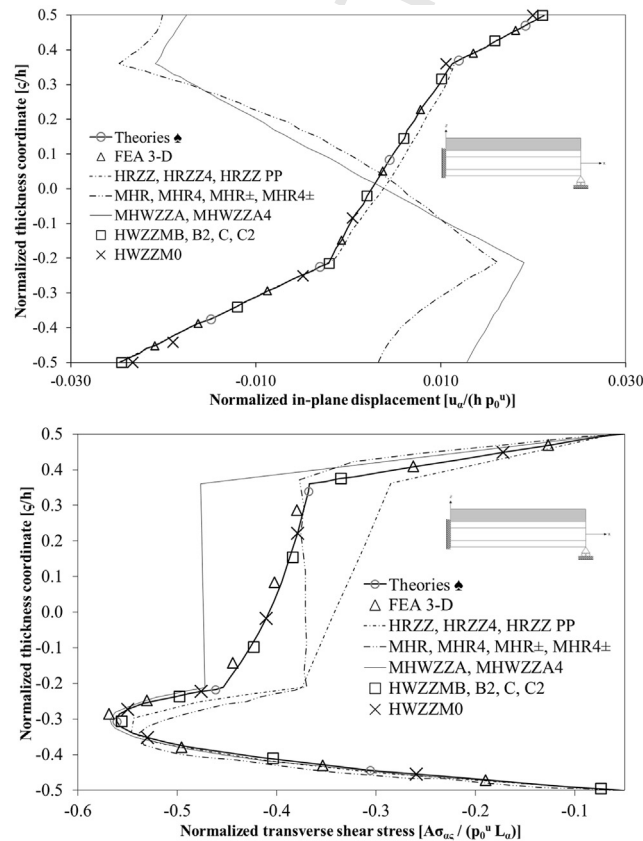 0.5
0.4
0.3
0.2
0.1
0.0
-0.1
-0.2
-0.3
-0.4
-0.5
Normalized thickness coordinate [ς/h]
Theories ♠
FEA 3-D
HRZZ, HRZZ4, HRZZ PP
MHR, MHR4, MHR±, MHR4±
MHWZZA, MHWZZA4
HWZZMB, B2, C, C2
HWZZM0
-0.030 -0.010 0.010 0.030
Normalized in-plane displacement [uα/(h p₀ᵘ)]
0.5
0.4
0.3
0.2
0.1
0.0
-0.1
-0.2
-0.3
-0.4
-0.5
Normalized thickness coordinate [ς/h]
Theories ♠
FEA 3-D
HRZZ, HRZZ4, HRZZ PP
MHR, MHR4, MHR±, MHR4±
MHWZZA, MHWZZA4
HWZZMB, B2, C, C2
HWZZM0
-0.6 -0.5 -0.4 -0.3 -0.2 -0.1
Normalized transverse shear stress [Aσας / (p₀ᵘ Lα)]